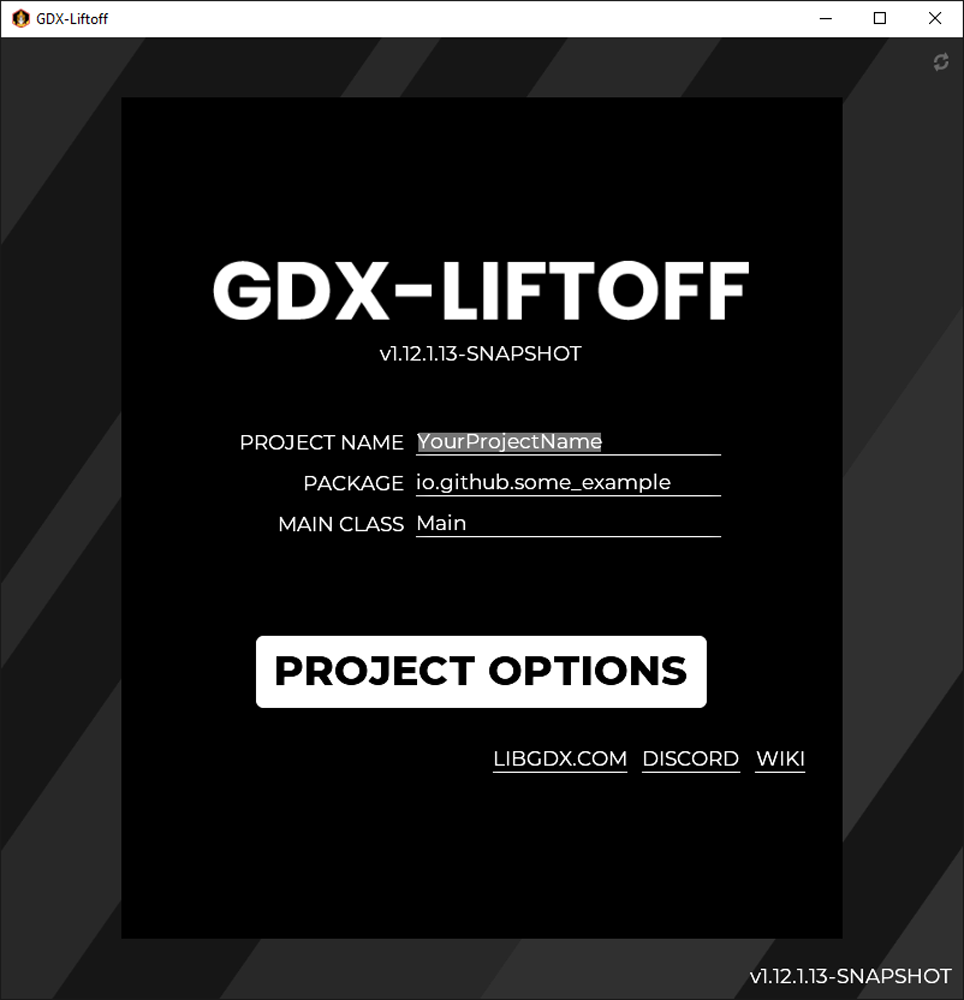 GDX-Liftoff
GDX-LIFTOFF
v1.12.1.13-SNAPSHOT
PROJECT NAME YourProjectName
PACKAGE io.github.some_example
MAIN CLASS Main
PROJECT OPTIONS
LIBGDX.COM DISCORD WIKI
v1.12.1.13-SNAPSHOT